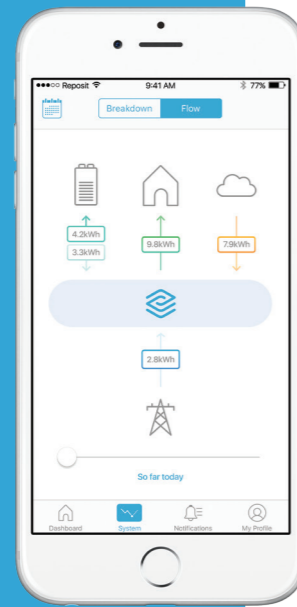 Reposit 9:41 AM 77%
Breakdown Flow
4.2kWh 9.8kWh 7.9kWh
3.3kWh
2.8kWh
So far today
Dashboard System Notifications My Profile